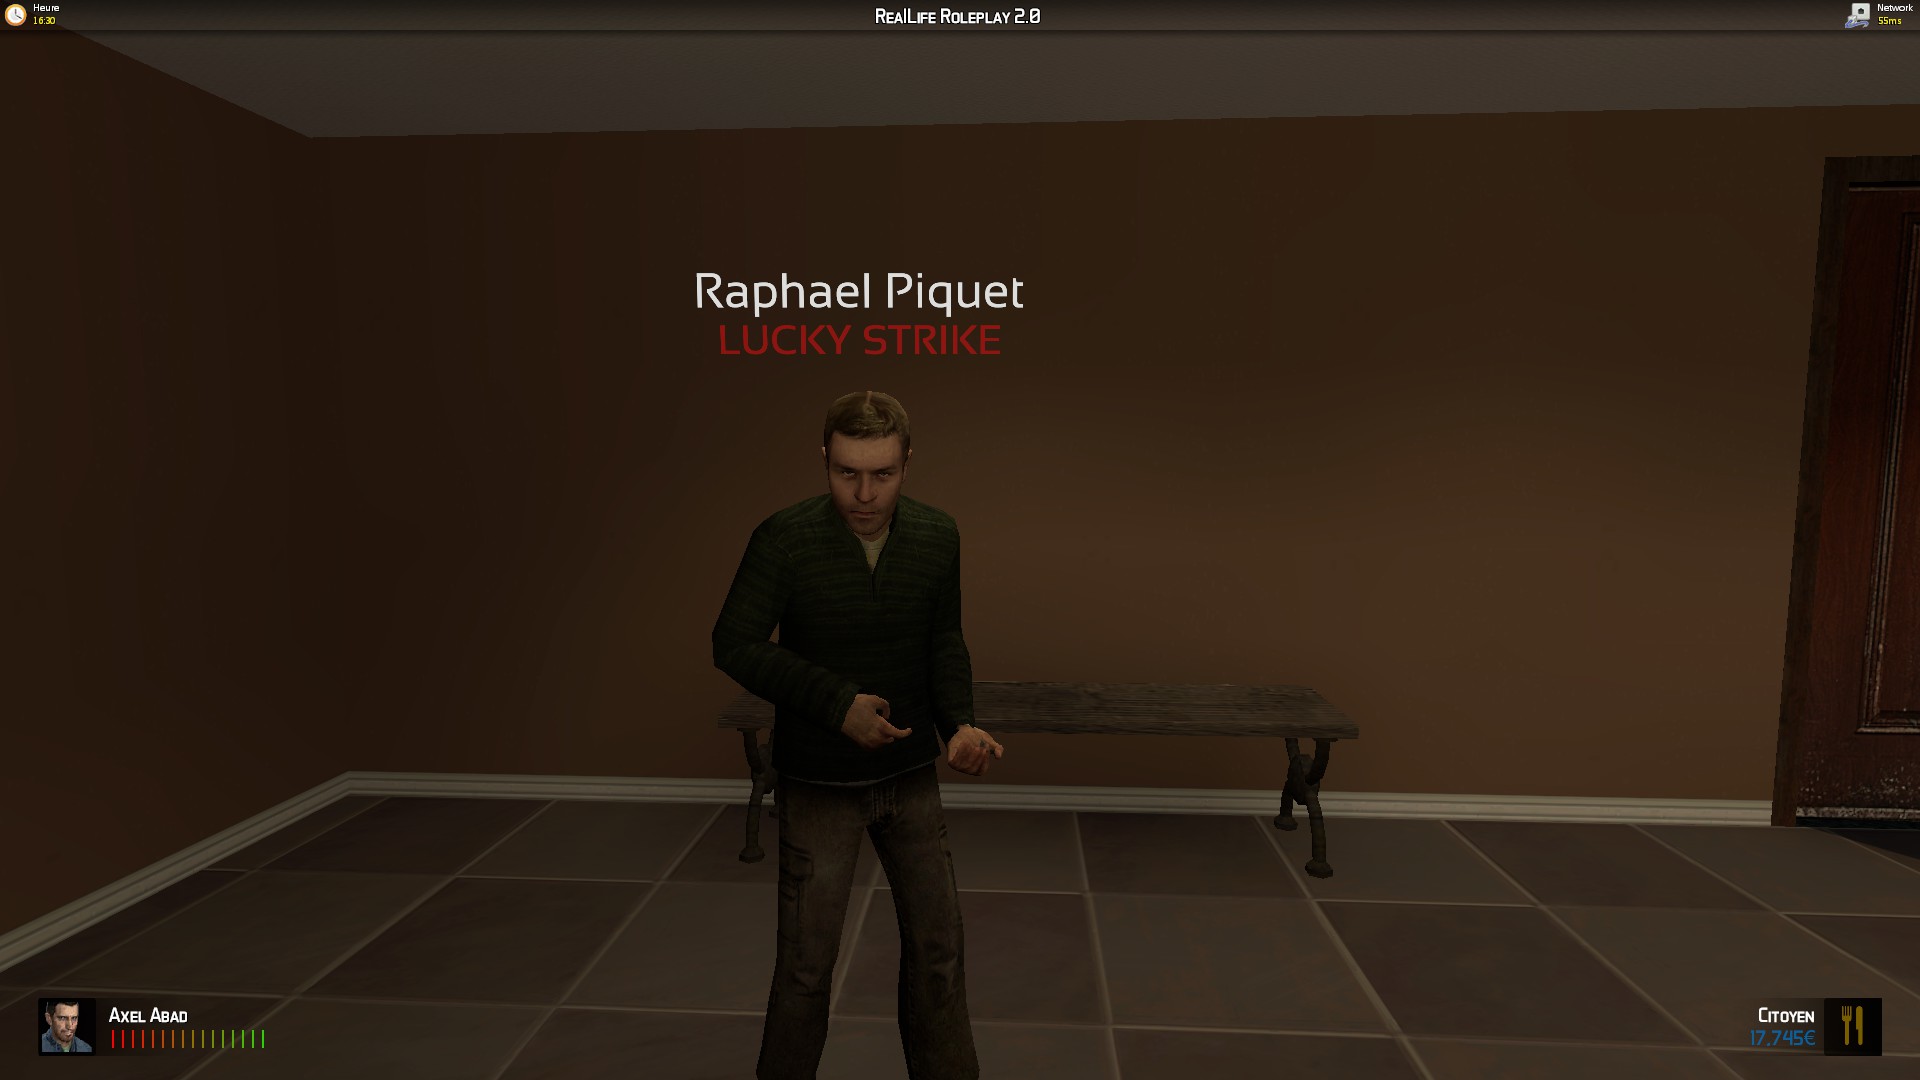 Heure
16:30
RealLife Roleplay 2.0
Network
55ms
Raphael Piquet
LUCKY STRIKE
Axel Abad
Citoyen
17,745€